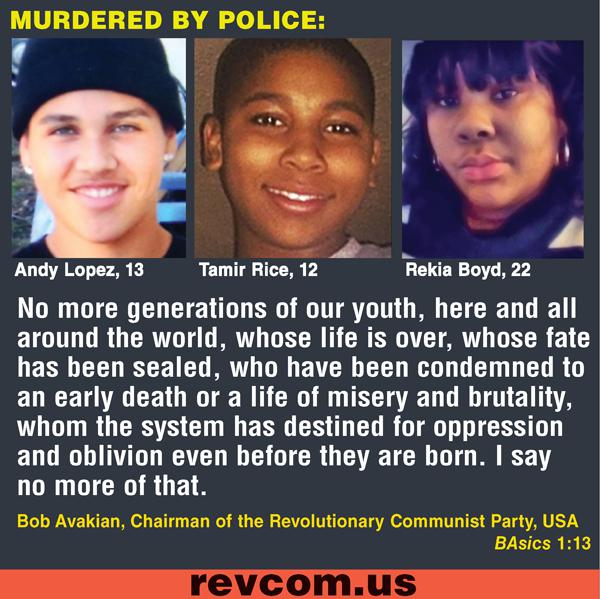 MURDERED BY POLICE:
Andy Lopez, 13 Tamir Rice, 12 Rekia Boyd, 22
No more generations of our youth, here and all
around the world, whose life is over, whose fate
has been sealed, who have been condemned to
an early death or a life of misery and brutality,
whom the system has destined for oppression
and oblivion even before they are born. I say
no more of that.
Bob Avakian, Chairman of the Revolutionary Communist Party, USA
BAsics 1:13
revcom.us